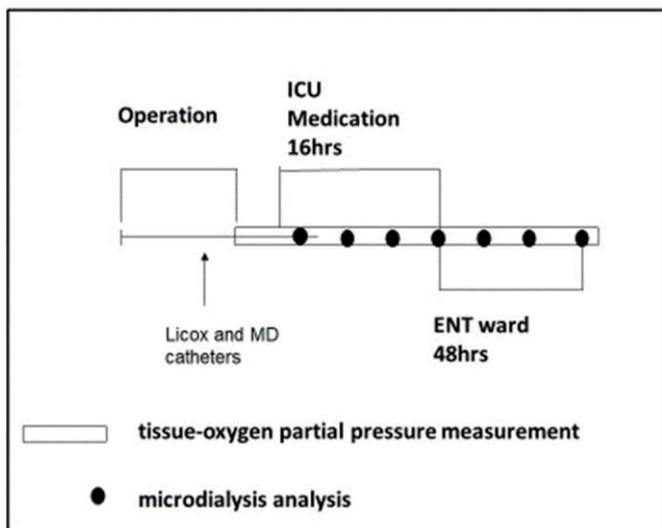 Operation
ICU
Medication
16hrs
Licox and MD
catheters
ENT ward
48hrs
tissue-oxygen partial pressure measurement
microdialysis analysis